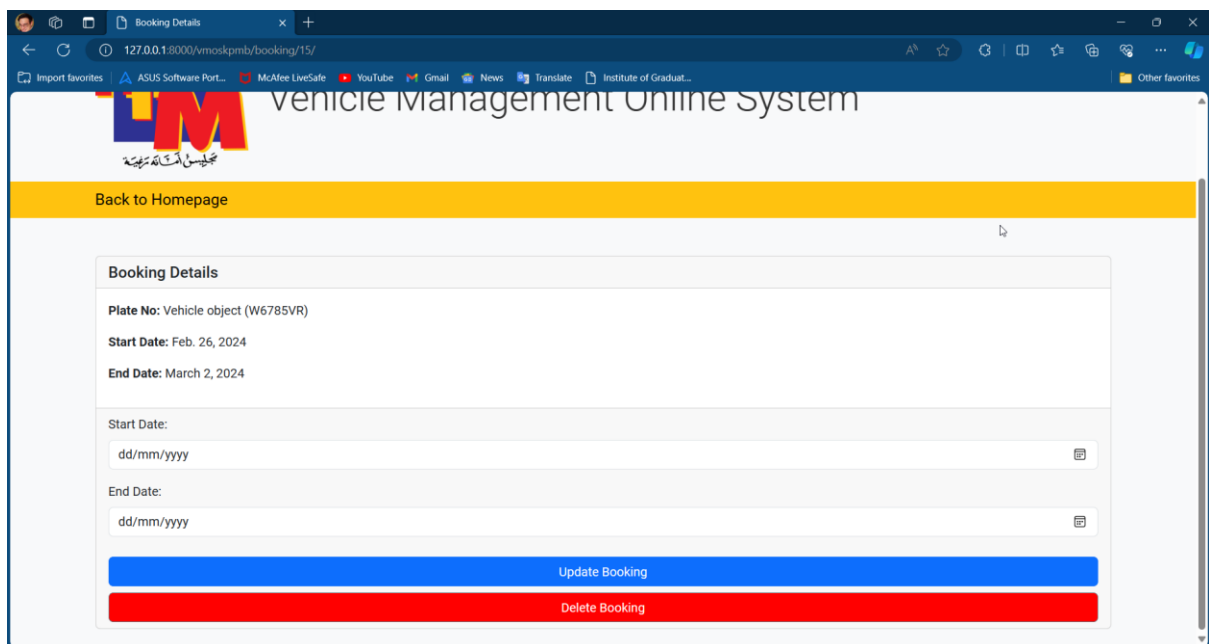 Booking Details
127.0.0.1:8000/vmoskpmb/booking/15/
Import favorites
ASUS Software Port...
McAfee LiveSafe
YouTube
Gmail
News
Translate
Institute of Graduat...
Other favorites
Vehicle Management Online System
M
Back to Homepage
Booking Details
Plate No: Vehicle object (W6785VR)
Start Date: Feb. 26, 2024
End Date: March 2, 2024
Start Date:
dd/mm/yyyy
End Date:
dd/mm/yyyy
Update Booking
Delete Booking